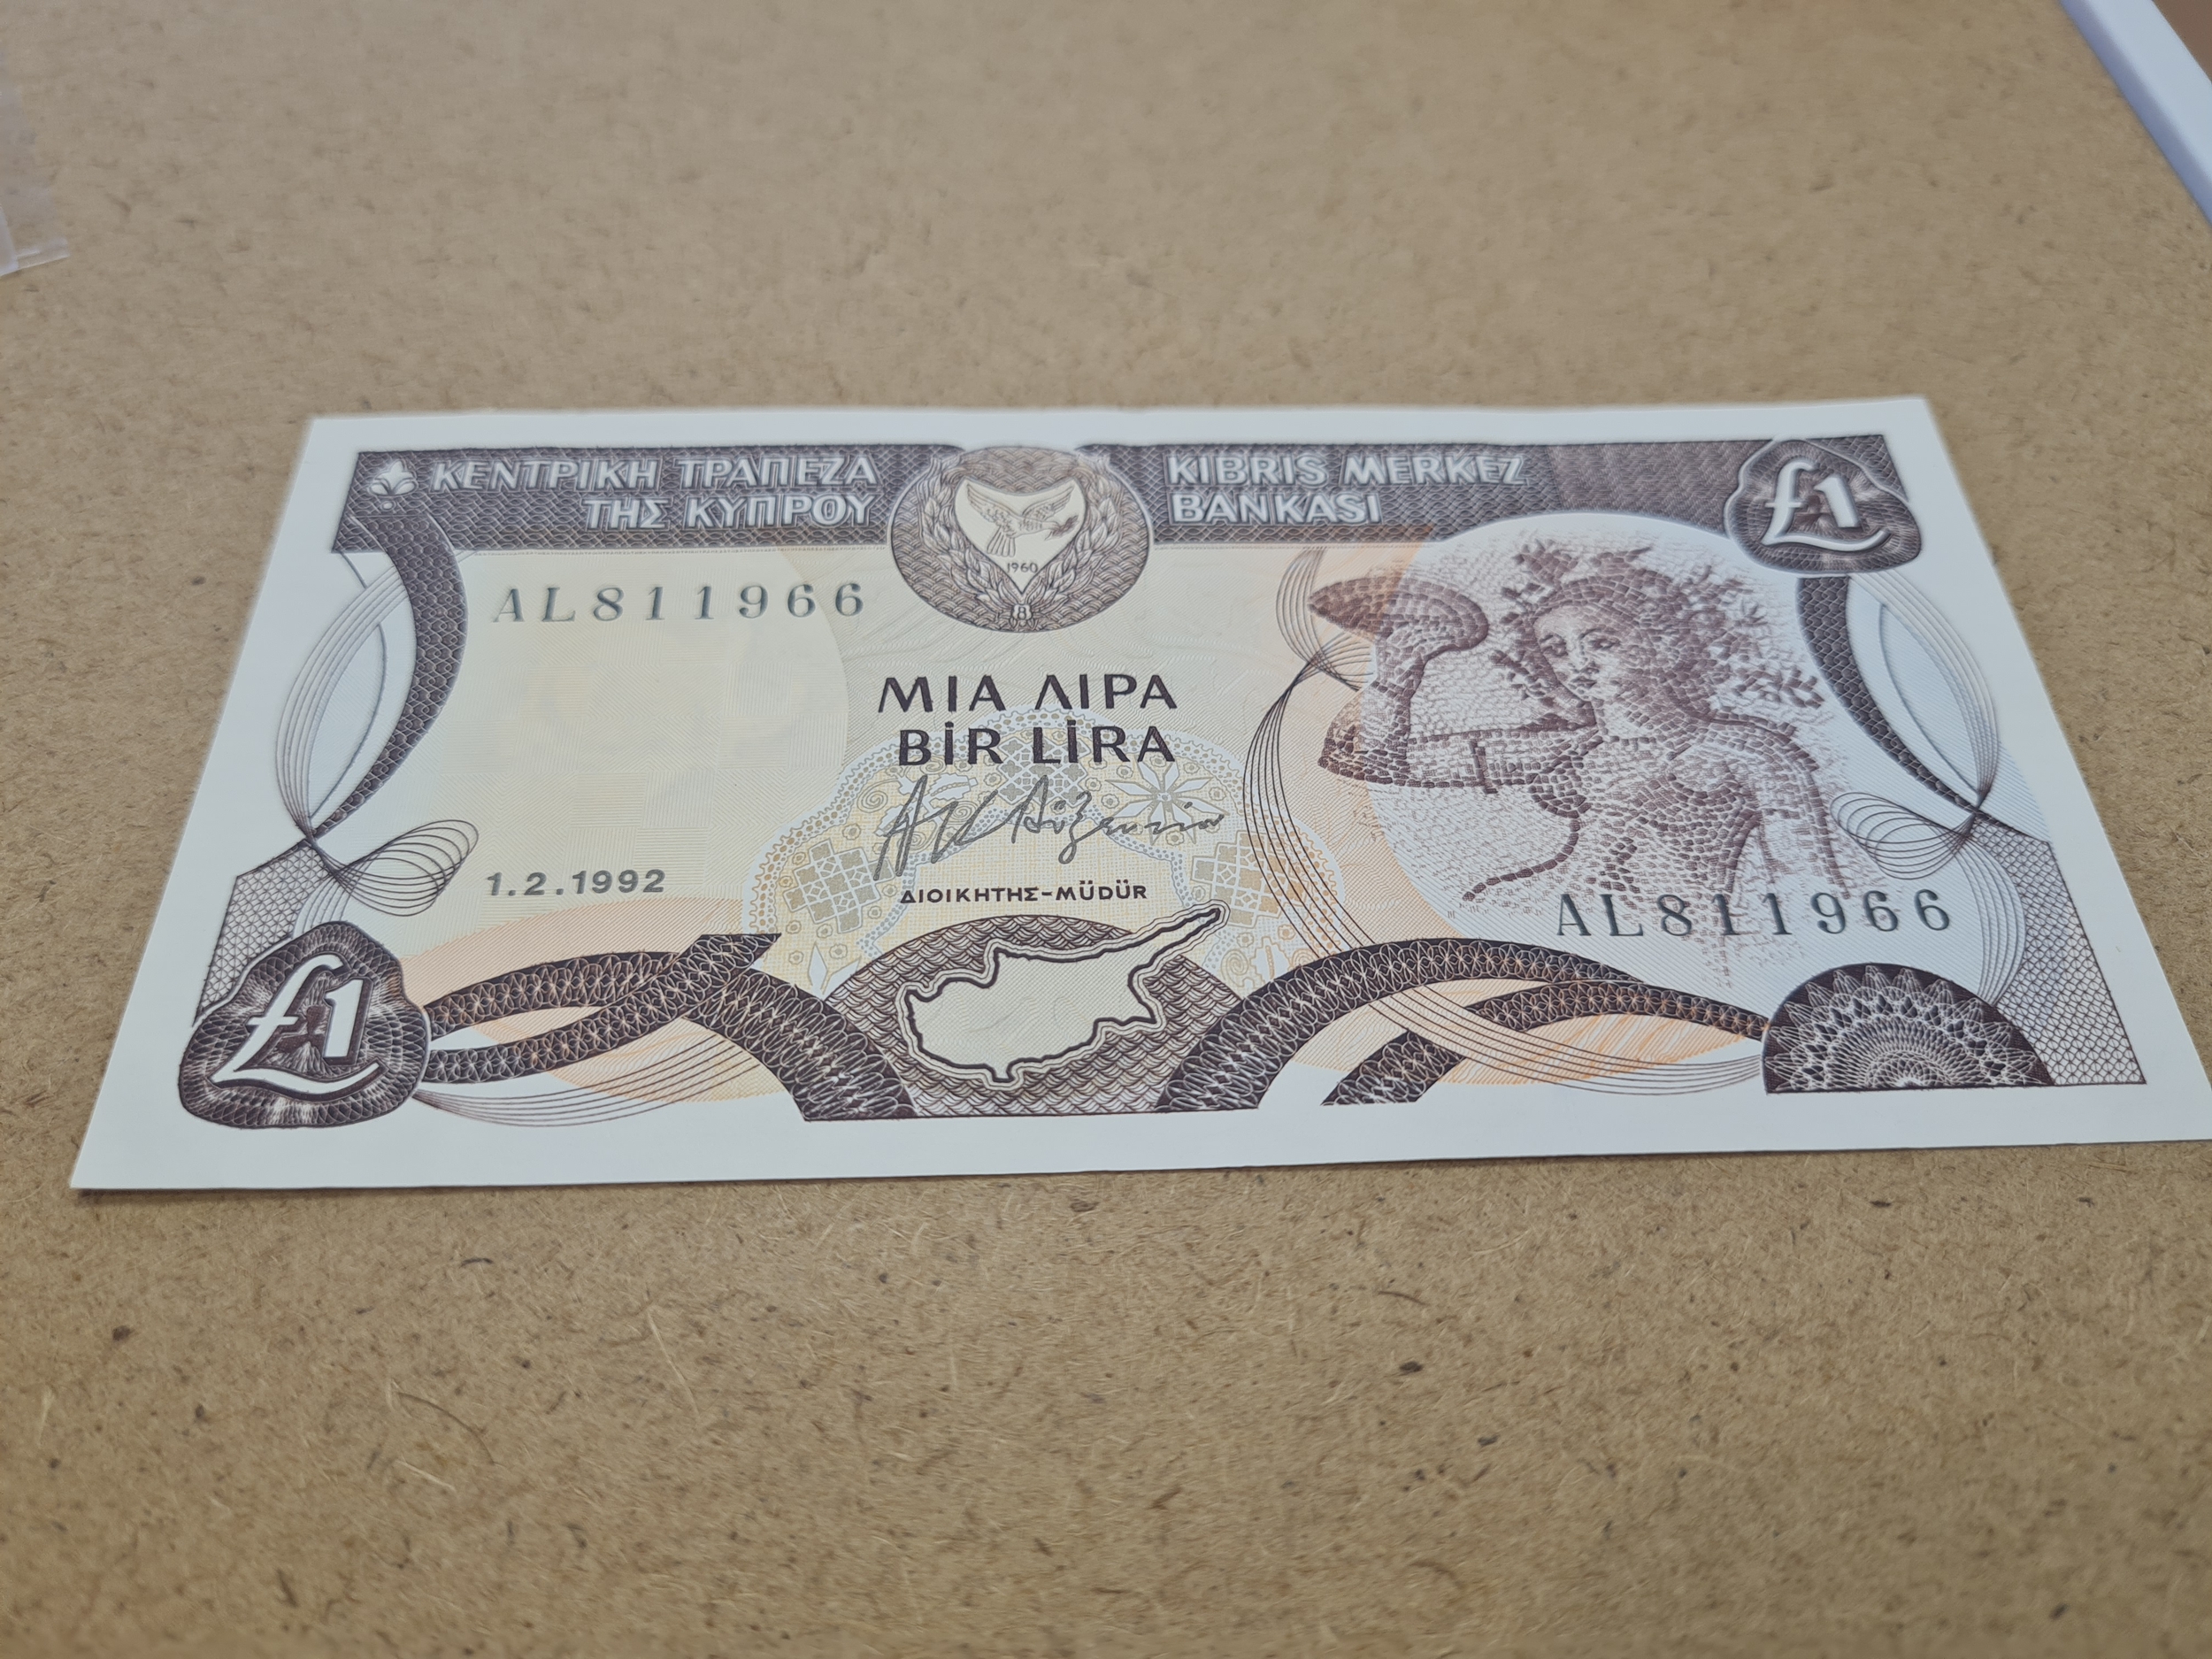 ΚΕΝΤΡΙΚΗ ΤΡΑΠΕΖΑ
ΤΗΣ ΚΥΠΡΟΥ
KIBRIS MERKEZ
BANKASI
£1
1960
AL811966
ΜΙΑ ΛΙΡΑ
BİR LİRA
1.2.1992
ΔΙΟΙΚΗΤΗΣ-MÜDÜR
AL811966
£1